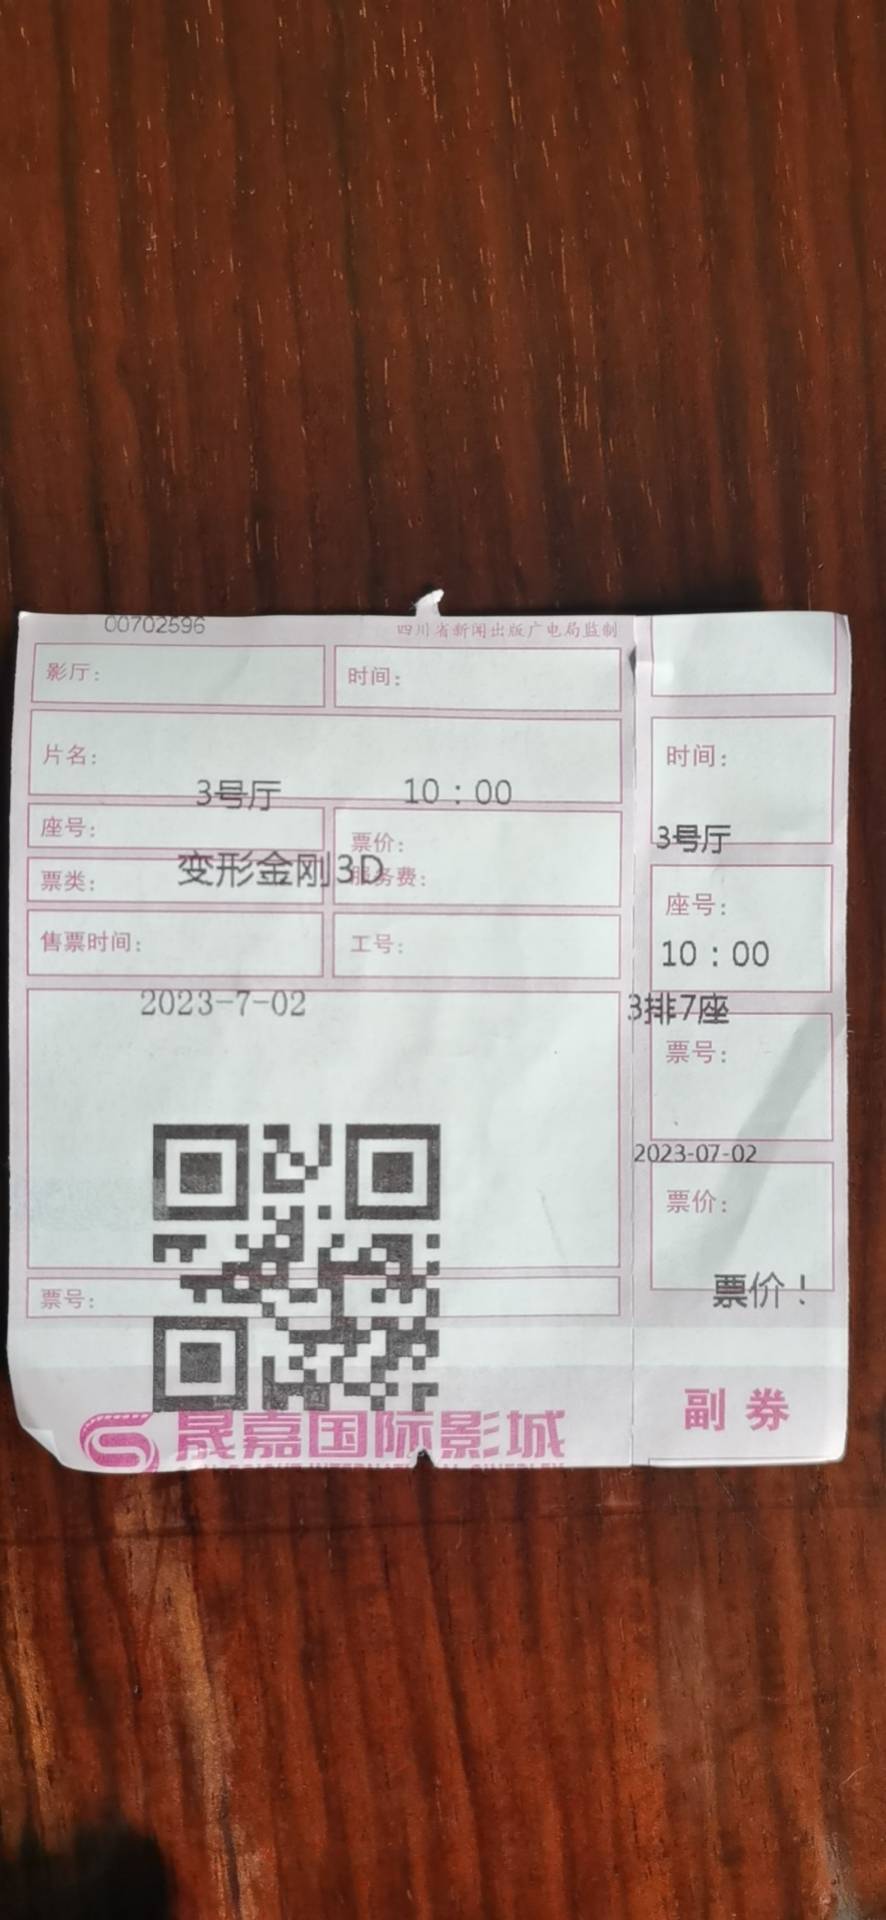 00702596
四川省新闻出版广电局监制
影厅：
时间：
片名：
3号厅
10：00
座号：
票价：
变形金刚3D
票类：
服务费：
售票时间：
工号：
2023-7-02
票号：
晟嘉国际影城
时间：
3号厅
座号：
10：00
3排7座
票号：
2023-07-02
票价：
票价！
副券